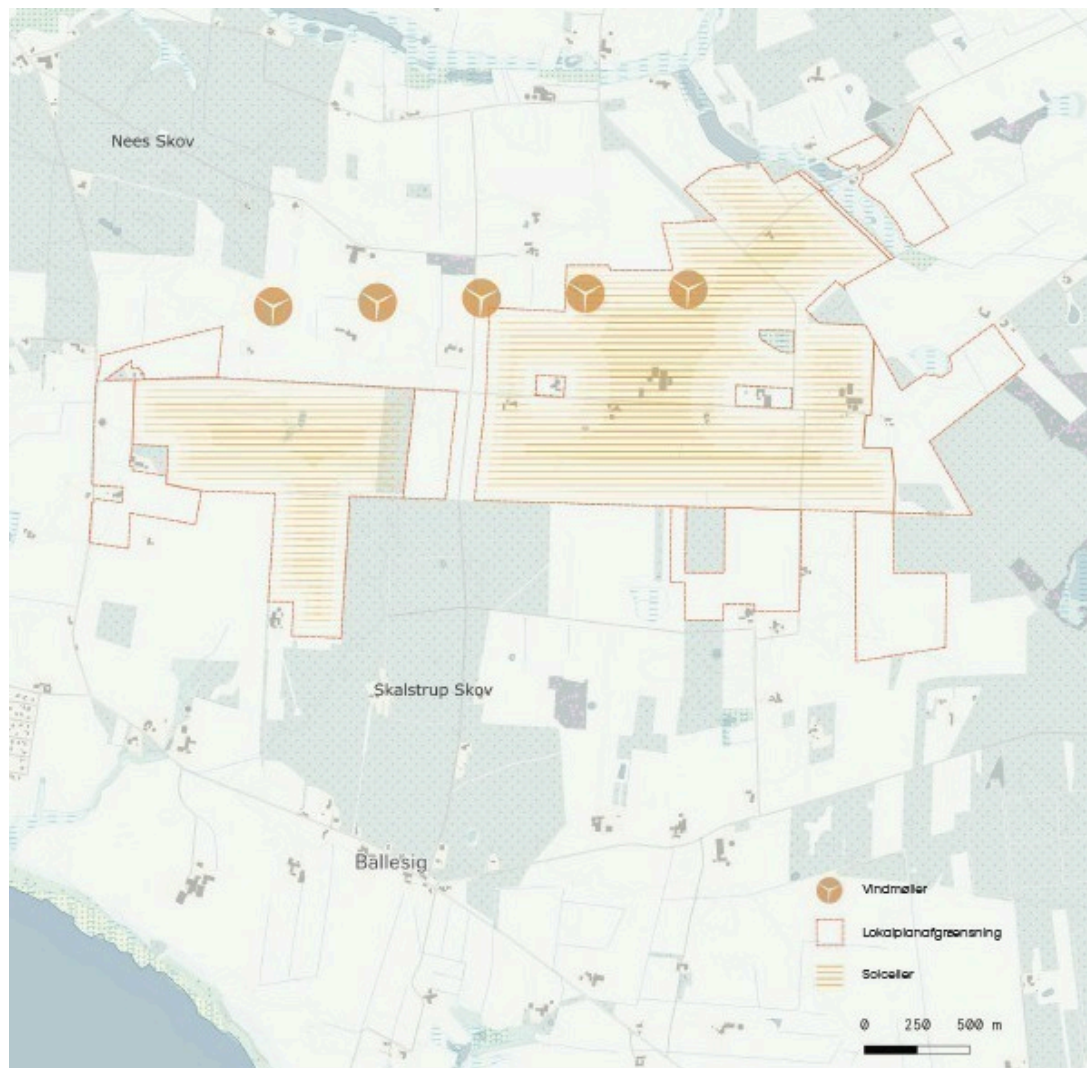 Nees Skov
Skalstrup Skov
Ballesig
Vindmøller
Lokalplanafgrænsning
Solceller
0 250 500 m